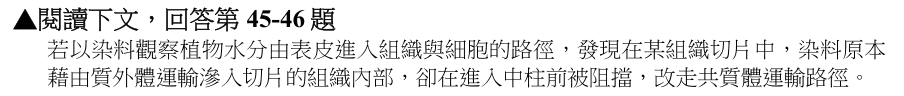 ▲閱讀下文，回答第 45-46 題
若以染料觀察植物水分由表皮進入組織與細胞的路徑，發現在某組織切片中，染料原本
藉由質外體運輸滲入切片的組織內部，卻在進入中柱前被阻擋，改走共質體運輸路徑。